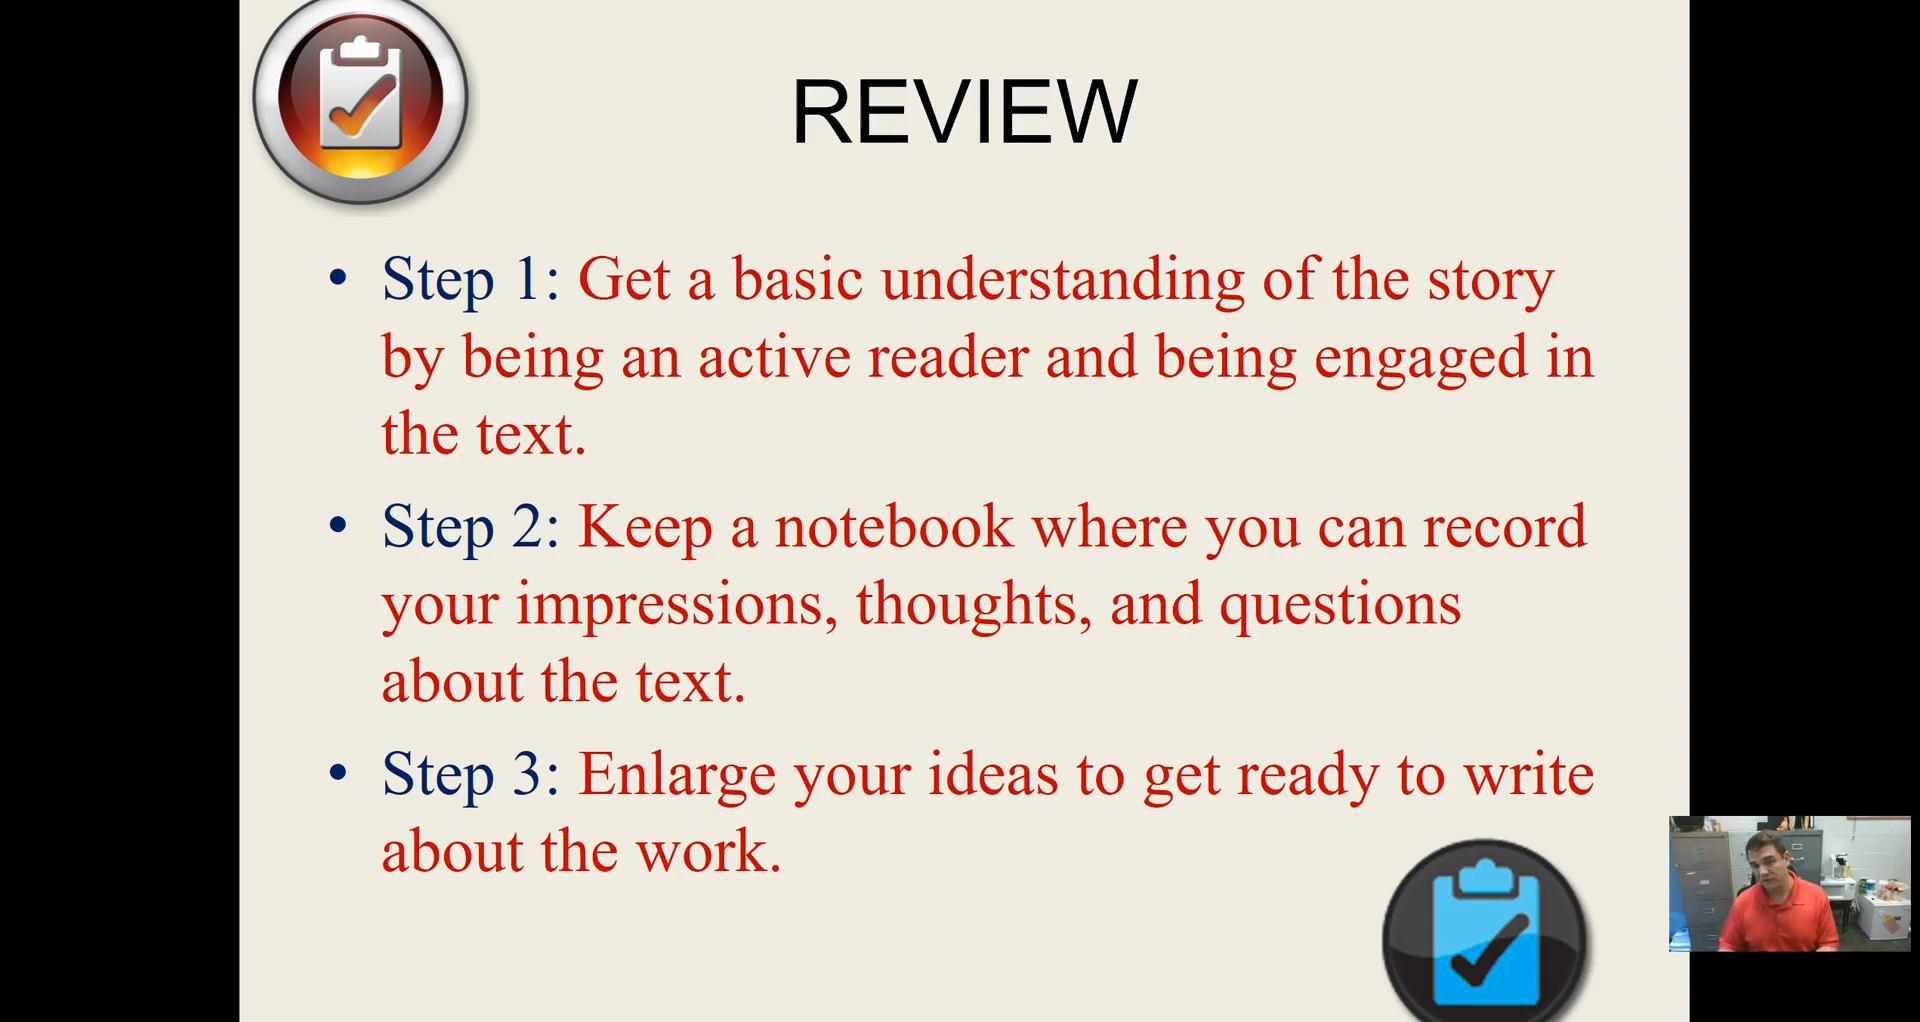 REVIEW
• Step 1: Get a basic understanding of the story
by being an active reader and being engaged in
the text.
• Step 2: Keep a notebook where you can record
your impressions, thoughts, and questions
about the text.
• Step 3: Enlarge your ideas to get ready to write
about the work.